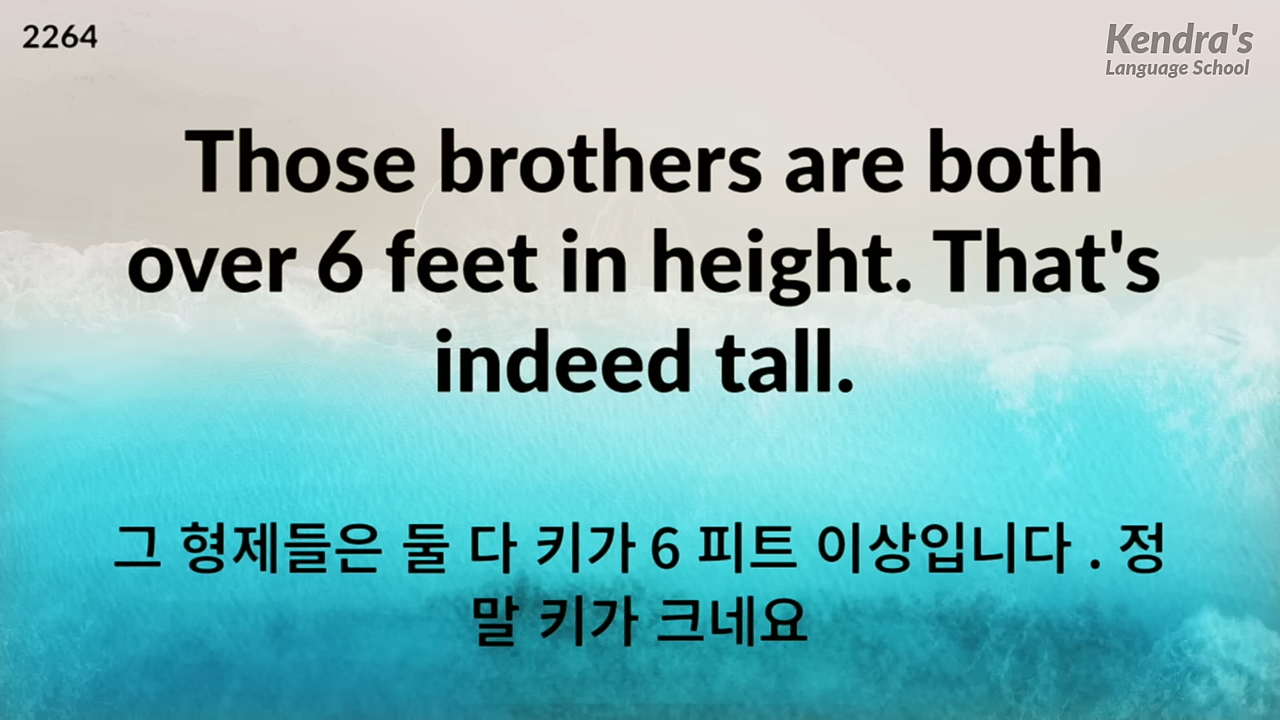 2264
Kendra's
Language School
Those brothers are both
over 6 feet in height. That's
indeed tall.
그 형제들은 둘 다 키가 6 피트 이상입니다 . 정
말 키가 크네요